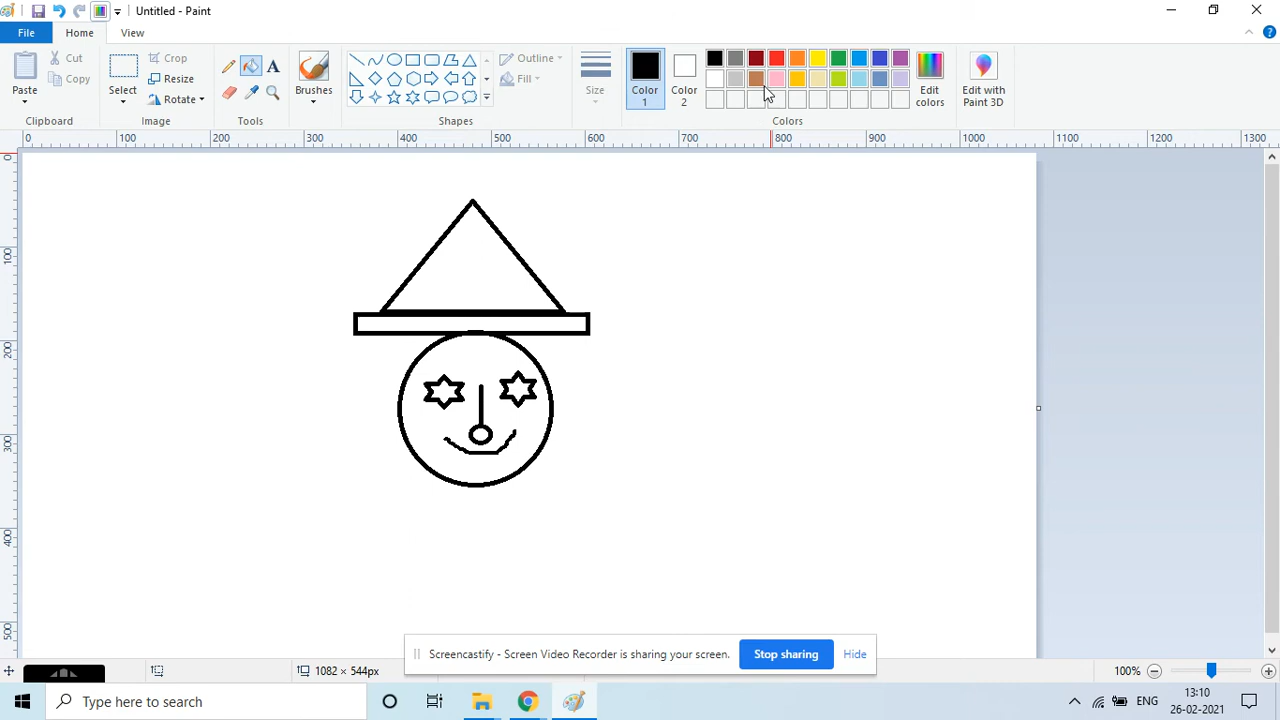 Untitled - Paint
File
Home
View
Paste
Cut
Copy
Clipboard
Select
Crop
Resize
Rotate
Image
A
Tools
Brushes
Outline
Fill
Shapes
Size
Color 1
Color 2
Edit colors
Edit with Paint 3D
Colors
0 100 200 300 400 500 600 700 800 900 1000 1100 1200 1300
0
100
200
300
400
500
Screencastify - Screen Video Recorder is sharing your screen.
Stop sharing
Hide
1082 × 544px
100%
Type here to search
ENG
13:10
26-02-2021